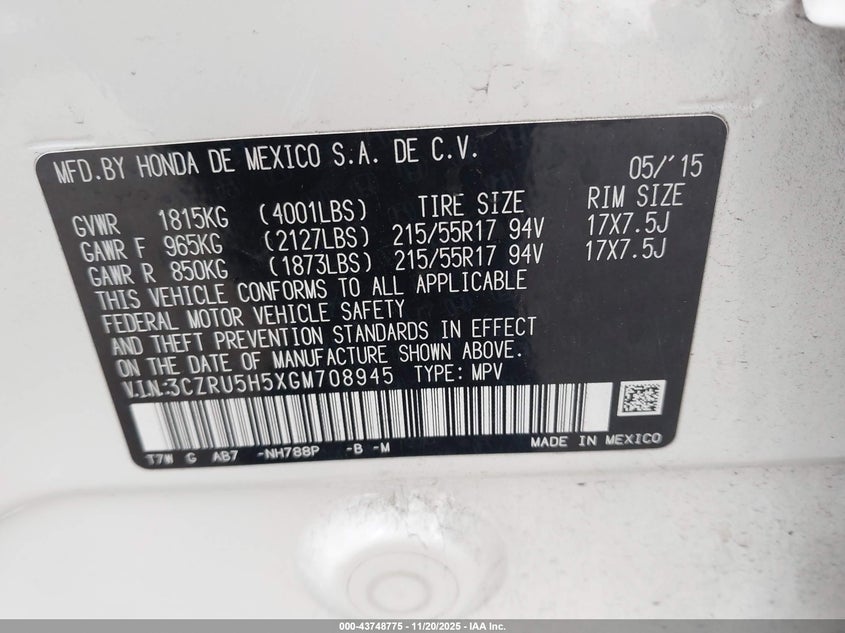 MFD.BY HONDA DE MEXICO S.A. DE C.V. 05/'15
GVWR 1815KG (4001LBS) TIRE SIZE RIM SIZE
GAWR F 965KG (2127LBS) 215/55R17 94V 17X7.5J
GAWR R 850KG (1873LBS) 215/55R17 94V 17X7.5J
THIS VEHICLE CONFORMS TO ALL APPLICABLE
FEDERAL MOTOR VEHICLE SAFETY
AND THEFT PREVENTION STANDARDS IN EFFECT
ON THE DATE OF MANUFACTURE SHOWN ABOVE.
V.I.N:3CZRU5H5XGM708945 TYPE: MPV
T7W G AB7 -NH788P -B -M MADE IN MEXICO
000-43748775 | 11/20/2025 | IAA Inc.